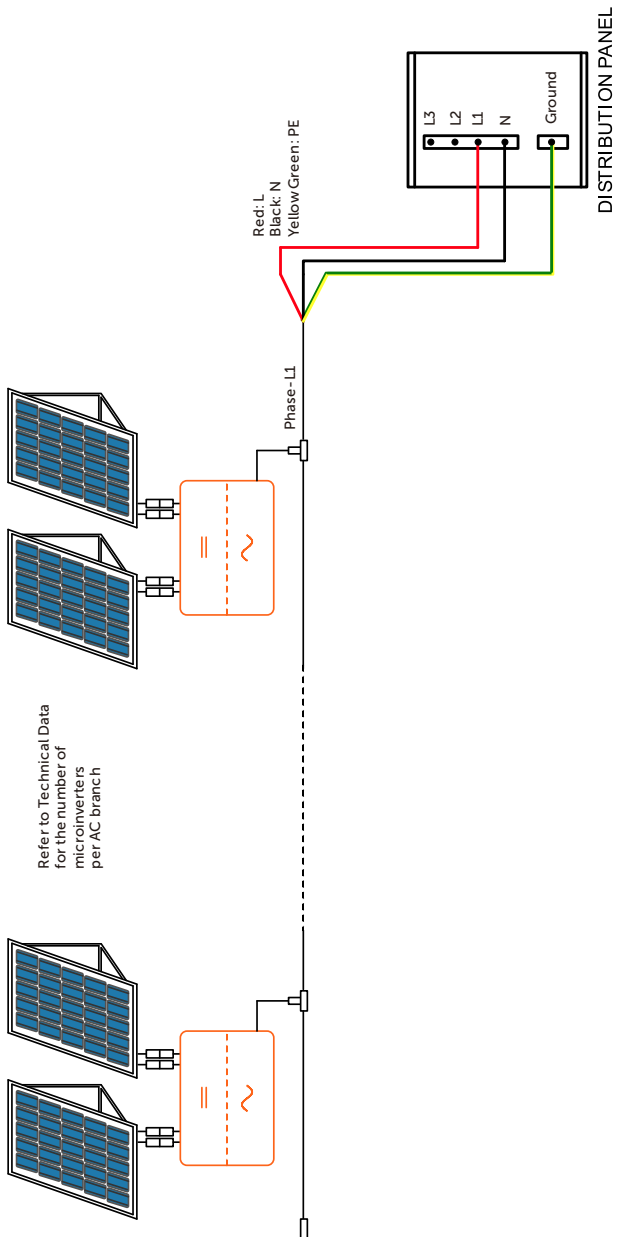 Refer to Technical Data
for the number of
microinverters
per AC branch
Phase-L1
Red: L
Black: N
Yellow Green: PE
L3
L2
L1
N
Ground
DISTRIBUTION PANEL